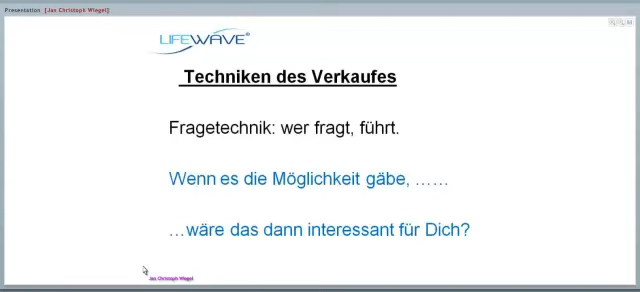 Presentation [Jan Christoph Wiegel]
LIFEWAVE®
Techniken des Verkaufes
Fragetechnik: wer fragt, führt.
Wenn es die Möglichkeit gäbe, ……
…wäre das dann interessant für Dich?
Jan Christoph Wiegel